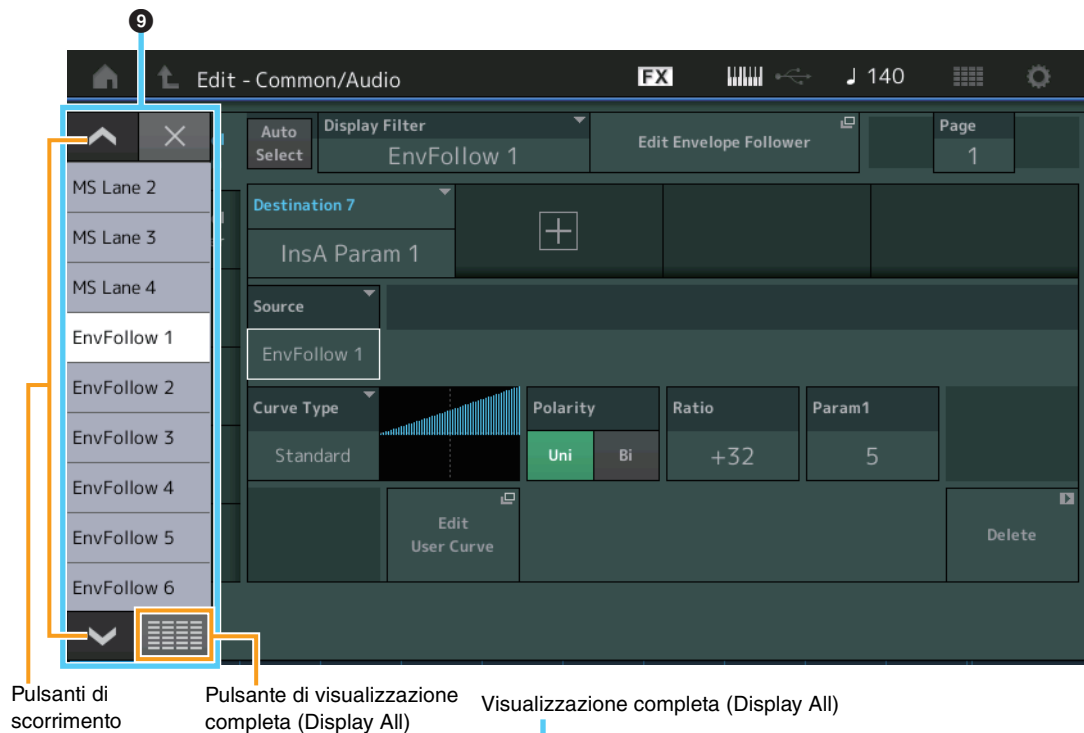 9
Edit - Common/Audio
FX
140
Auto
Select
Display Filter
EnvFollow 1
Edit Envelope Follower
Page
1
MS Lane 2
MS Lane 3
MS Lane 4
EnvFollow 1
EnvFollow 2
EnvFollow 3
EnvFollow 4
EnvFollow 5
EnvFollow 6
Destination 7
InsA Param 1
Source
EnvFollow 1
Curve Type
Standard
Polarity
Uni
Bi
Ratio
+32
Param1
5
Edit
User Curve
Delete
Pulsanti di
scorrimento
Pulsante di visualizzazione
completa (Display All)
Visualizzazione completa (Display All)